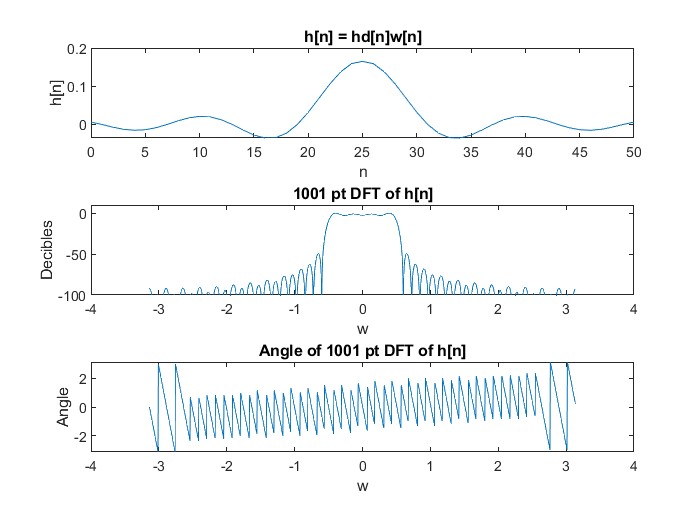 h[n] = hd[n]w[n]
0.2
0.1
0
h[n]
0 5 10 15 20 25 30 35 40 45 50
n
1001 pt DFT of h[n]
0
-50
-100
Decibles
-4 -3 -2 -1 0 1 2 3 4
w
Angle of 1001 pt DFT of h[n]
2
0
-2
Angle
-4 -3 -2 -1 0 1 2 3 4
w